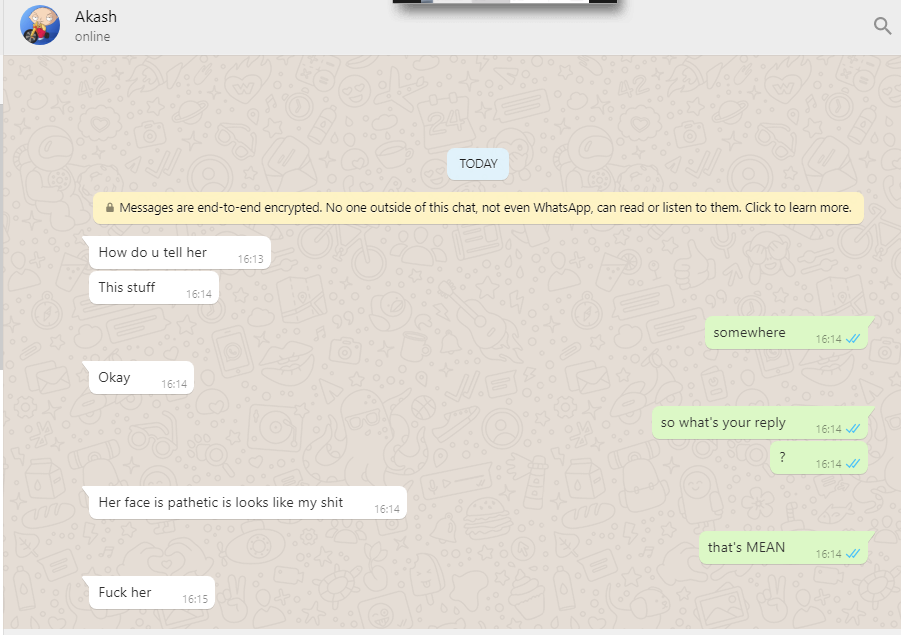 Akash
online
TODAY
Messages are end-to-end encrypted. No one outside of this chat, not even WhatsApp, can read or listen to them. Click to learn more.
How do u tell her 16:13
This stuff 16:14
somewhere 16:14
Okay 16:14
so what's your reply 16:14
? 16:14
Her face is pathetic is looks like my shit 16:14
that's MEAN 16:14
Fuck her 16:15